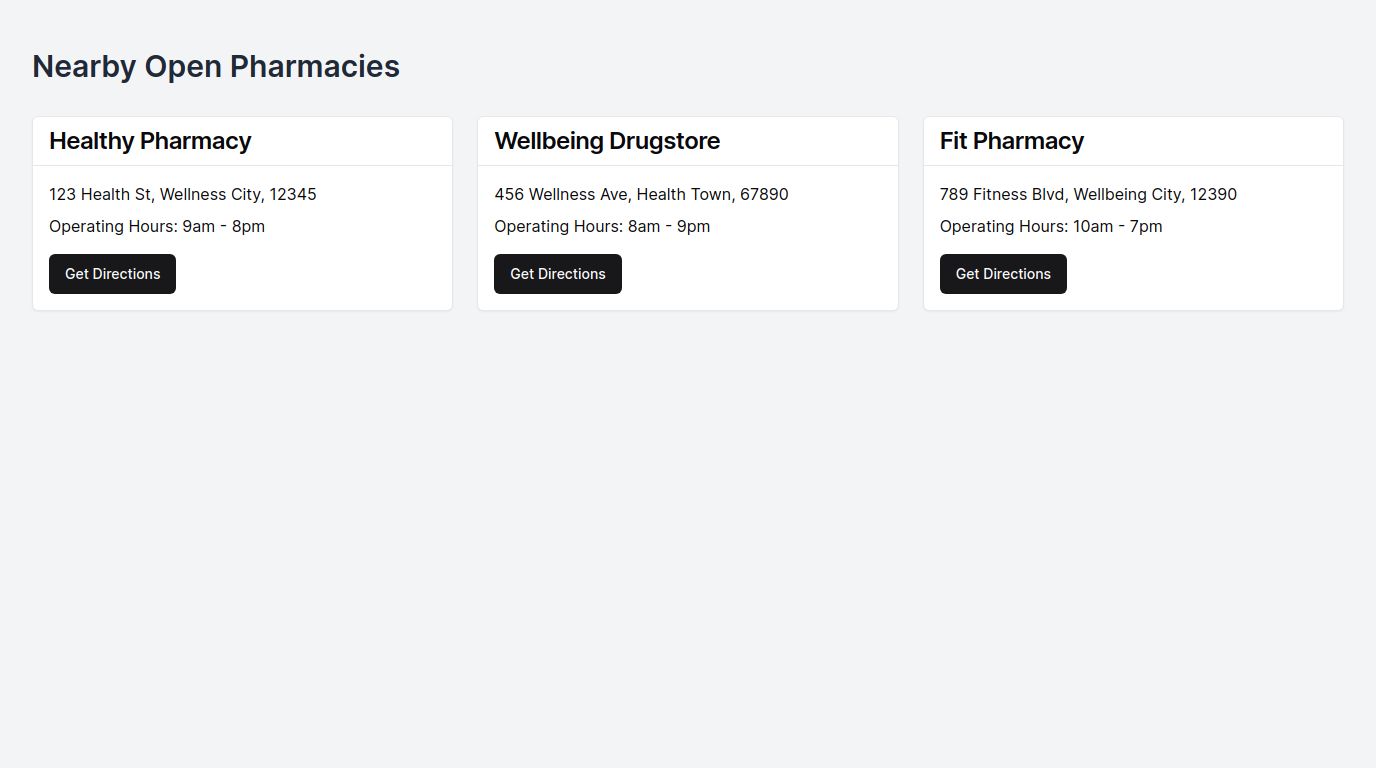 Nearby Open Pharmacies
Healthy Pharmacy
123 Health St, Wellness City, 12345
Operating Hours: 9am - 8pm
Get Directions
Wellbeing Drugstore
456 Wellness Ave, Health Town, 67890
Operating Hours: 8am - 9pm
Get Directions
Fit Pharmacy
789 Fitness Blvd, Wellbeing City, 12390
Operating Hours: 10am - 7pm
Get Directions